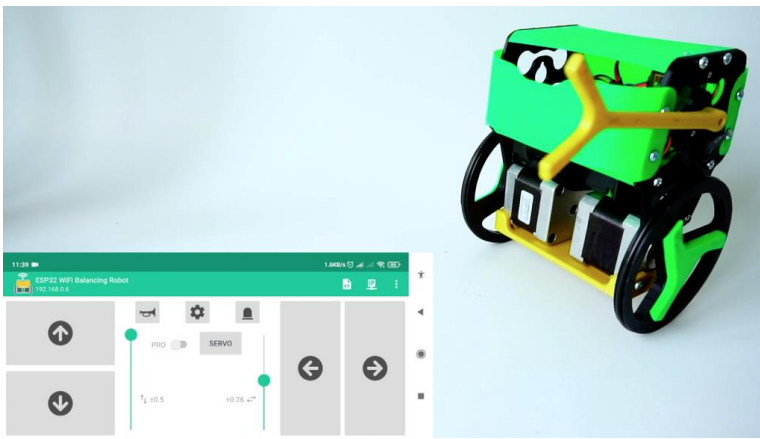 11:39
1.6KB/s
ESP32 WiFi Balancing Robot
192.168.0.6
PRO
SERVO
±0.5
±0.26